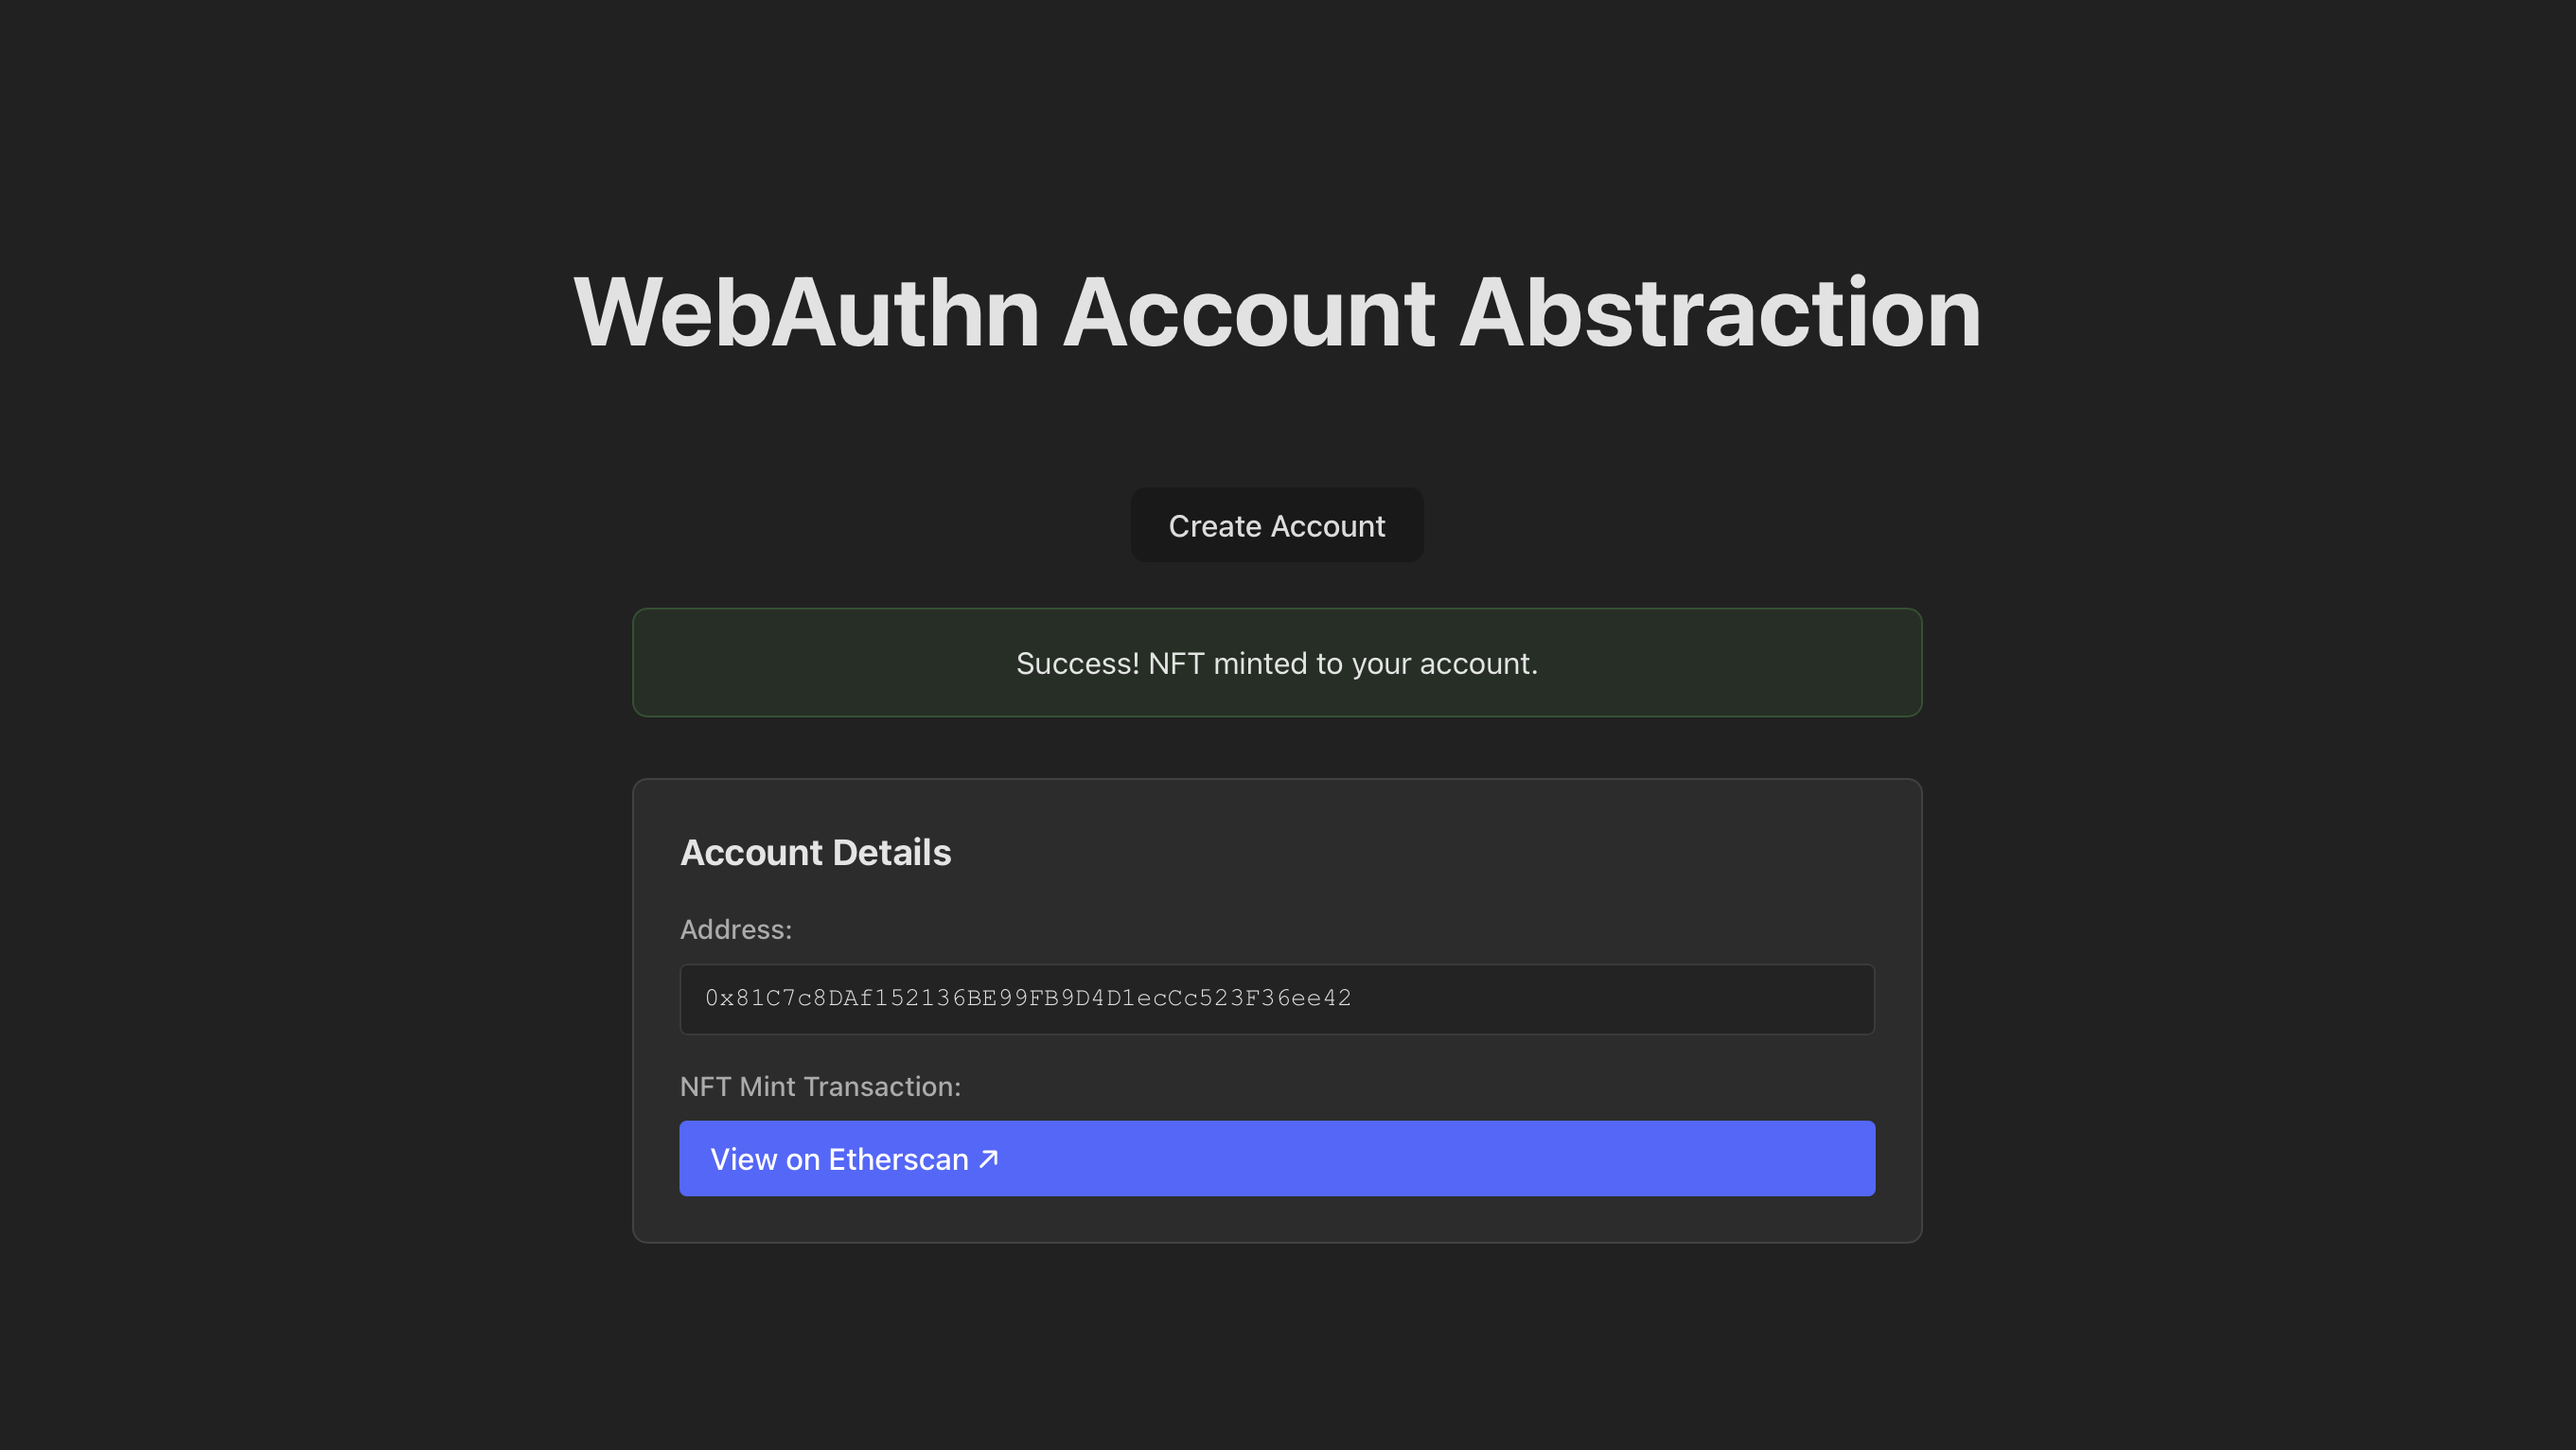 WebAuthn Account Abstraction
Create Account
Success! NFT minted to your account.
Account Details
Address:
0x81C7c8DAf152136BE99FB9D4D1ecCc523F36ee42
NFT Mint Transaction:
View on Etherscan ↗